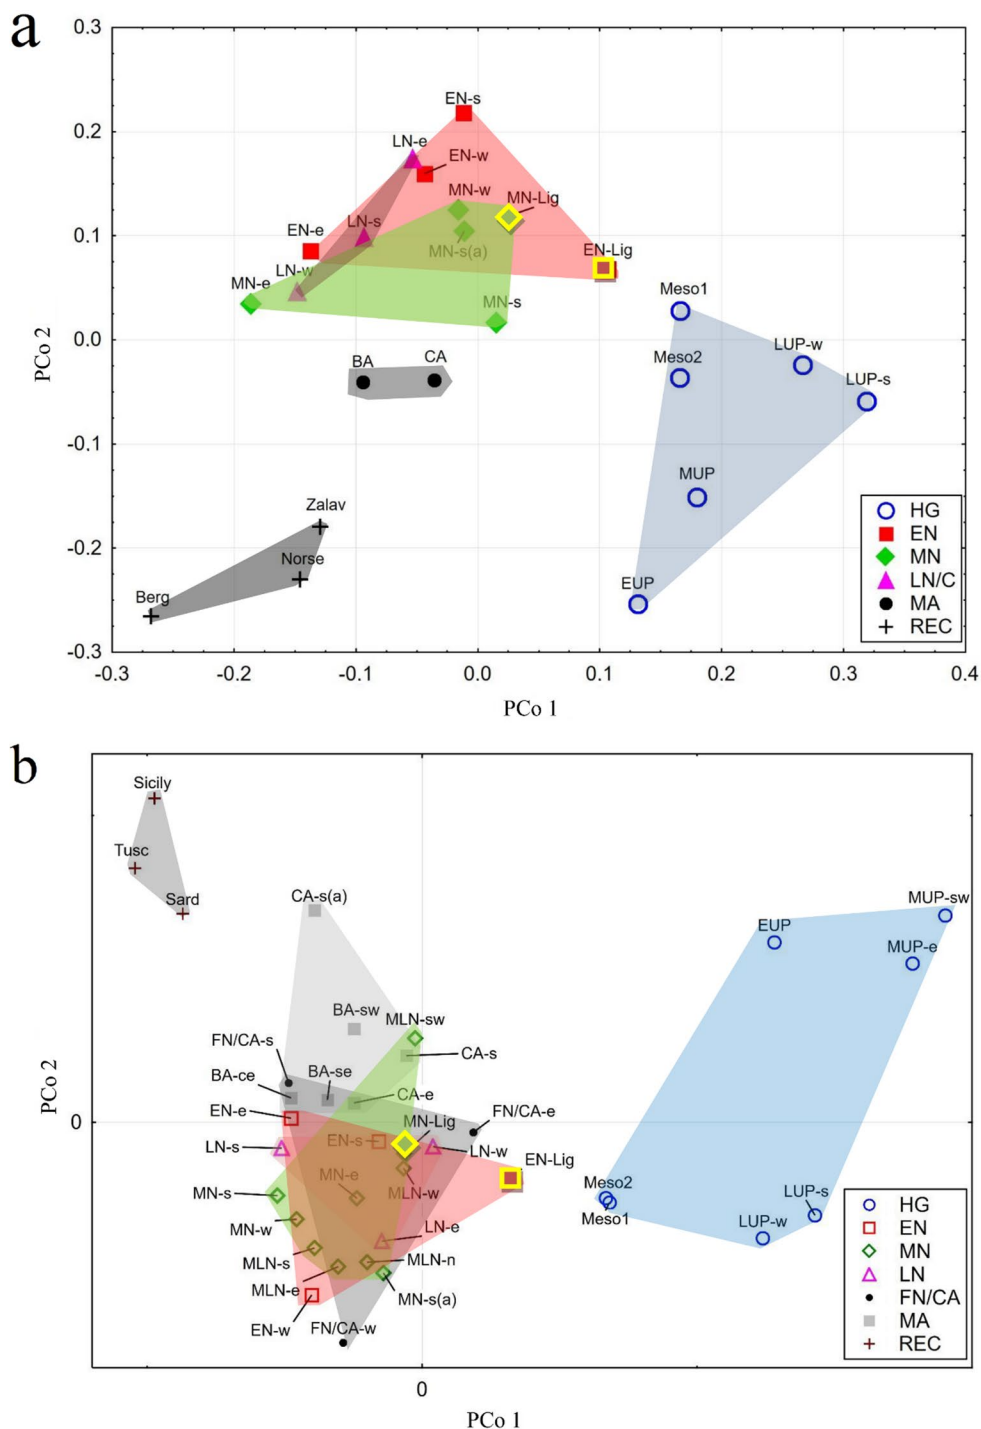 a
0.3
EN-s
0.2
LN-e
EN-w
MN-w
MN-Lig
LN-s
EN-e
0.1
MN-s(a)
EN-Lig
LN-w
MN-e
Meso1
MN-s
0.0
BA
CA
Meso2
LUP-w
LUP-s
PCo 2
-0.1
MUP
Zalav
HG
-0.2
Norse
EN
MN
EUP
LN/C
Berg
MA
REC
-0.3
-0.3 -0.2 -0.1 0.0 0.1 0.2 0.3 0.4
PCo 1
b
Sicily
Tusc
Sard
CA-s(a)
MUP-sw
EUP
MUP-e
BA-sw
MLN-sw
FN/CA-s
CA-s
BA-ce
BA-se
CA-e
PCo 2
EN-e
MN-Lig
FN/CA-e
0
LN-s
EN-s
LN-w
EN-Lig
MN-s
MN-e
MLN-w
Meso2
LUP-s
Meso1
MN-w
LN-e
LUP-w
MLN-s
MLN-n
MLN-e
MN-s(a)
EN-w
FN/CA-w
HG
EN
MN
LN
FN/CA
MA
REC
0
PCo 1